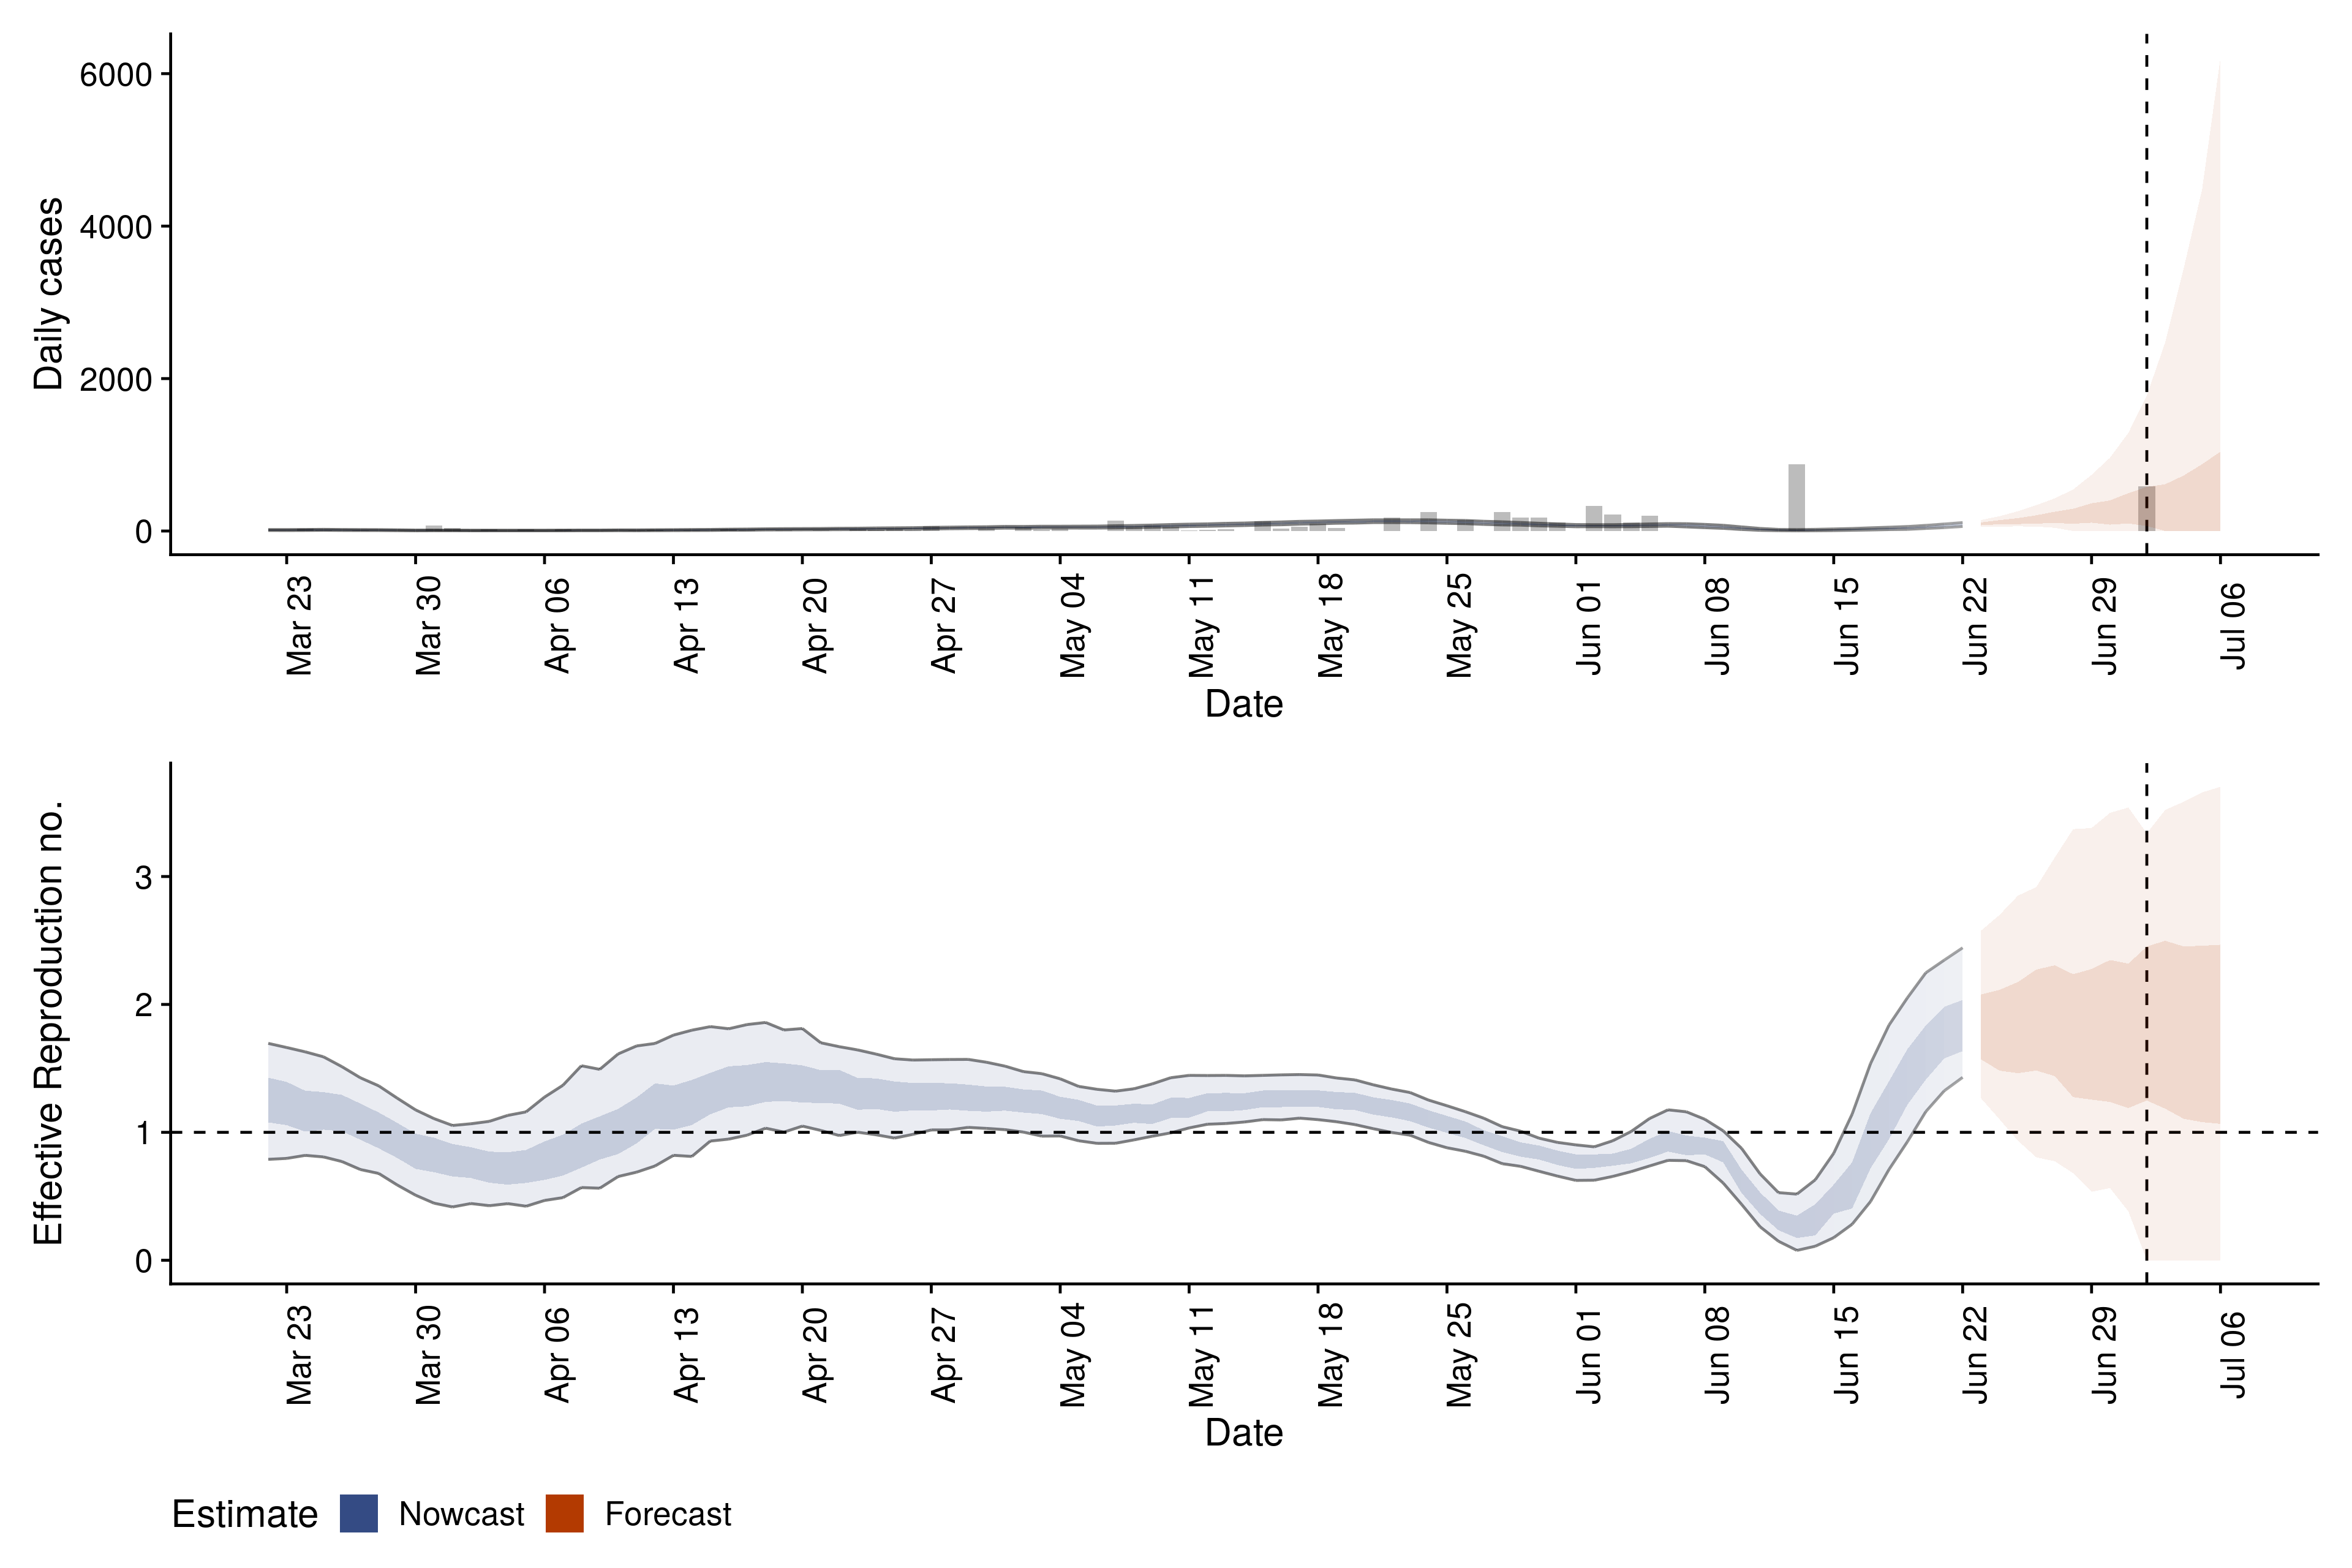 Daily cases
6000
4000
2000
0
Mar 23 Mar 30 Apr 06 Apr 13 Apr 20 Apr 27 May 04 May 11 May 18 May 25 Jun 01 Jun 08 Jun 15 Jun 22 Jun 29 Jul 06
Date
Effective Reproduction no.
3
2
1
0
Mar 23 Mar 30 Apr 06 Apr 13 Apr 20 Apr 27 May 04 May 11 May 18 May 25 Jun 01 Jun 08 Jun 15 Jun 22 Jun 29 Jul 06
Date
Estimate Nowcast Forecast